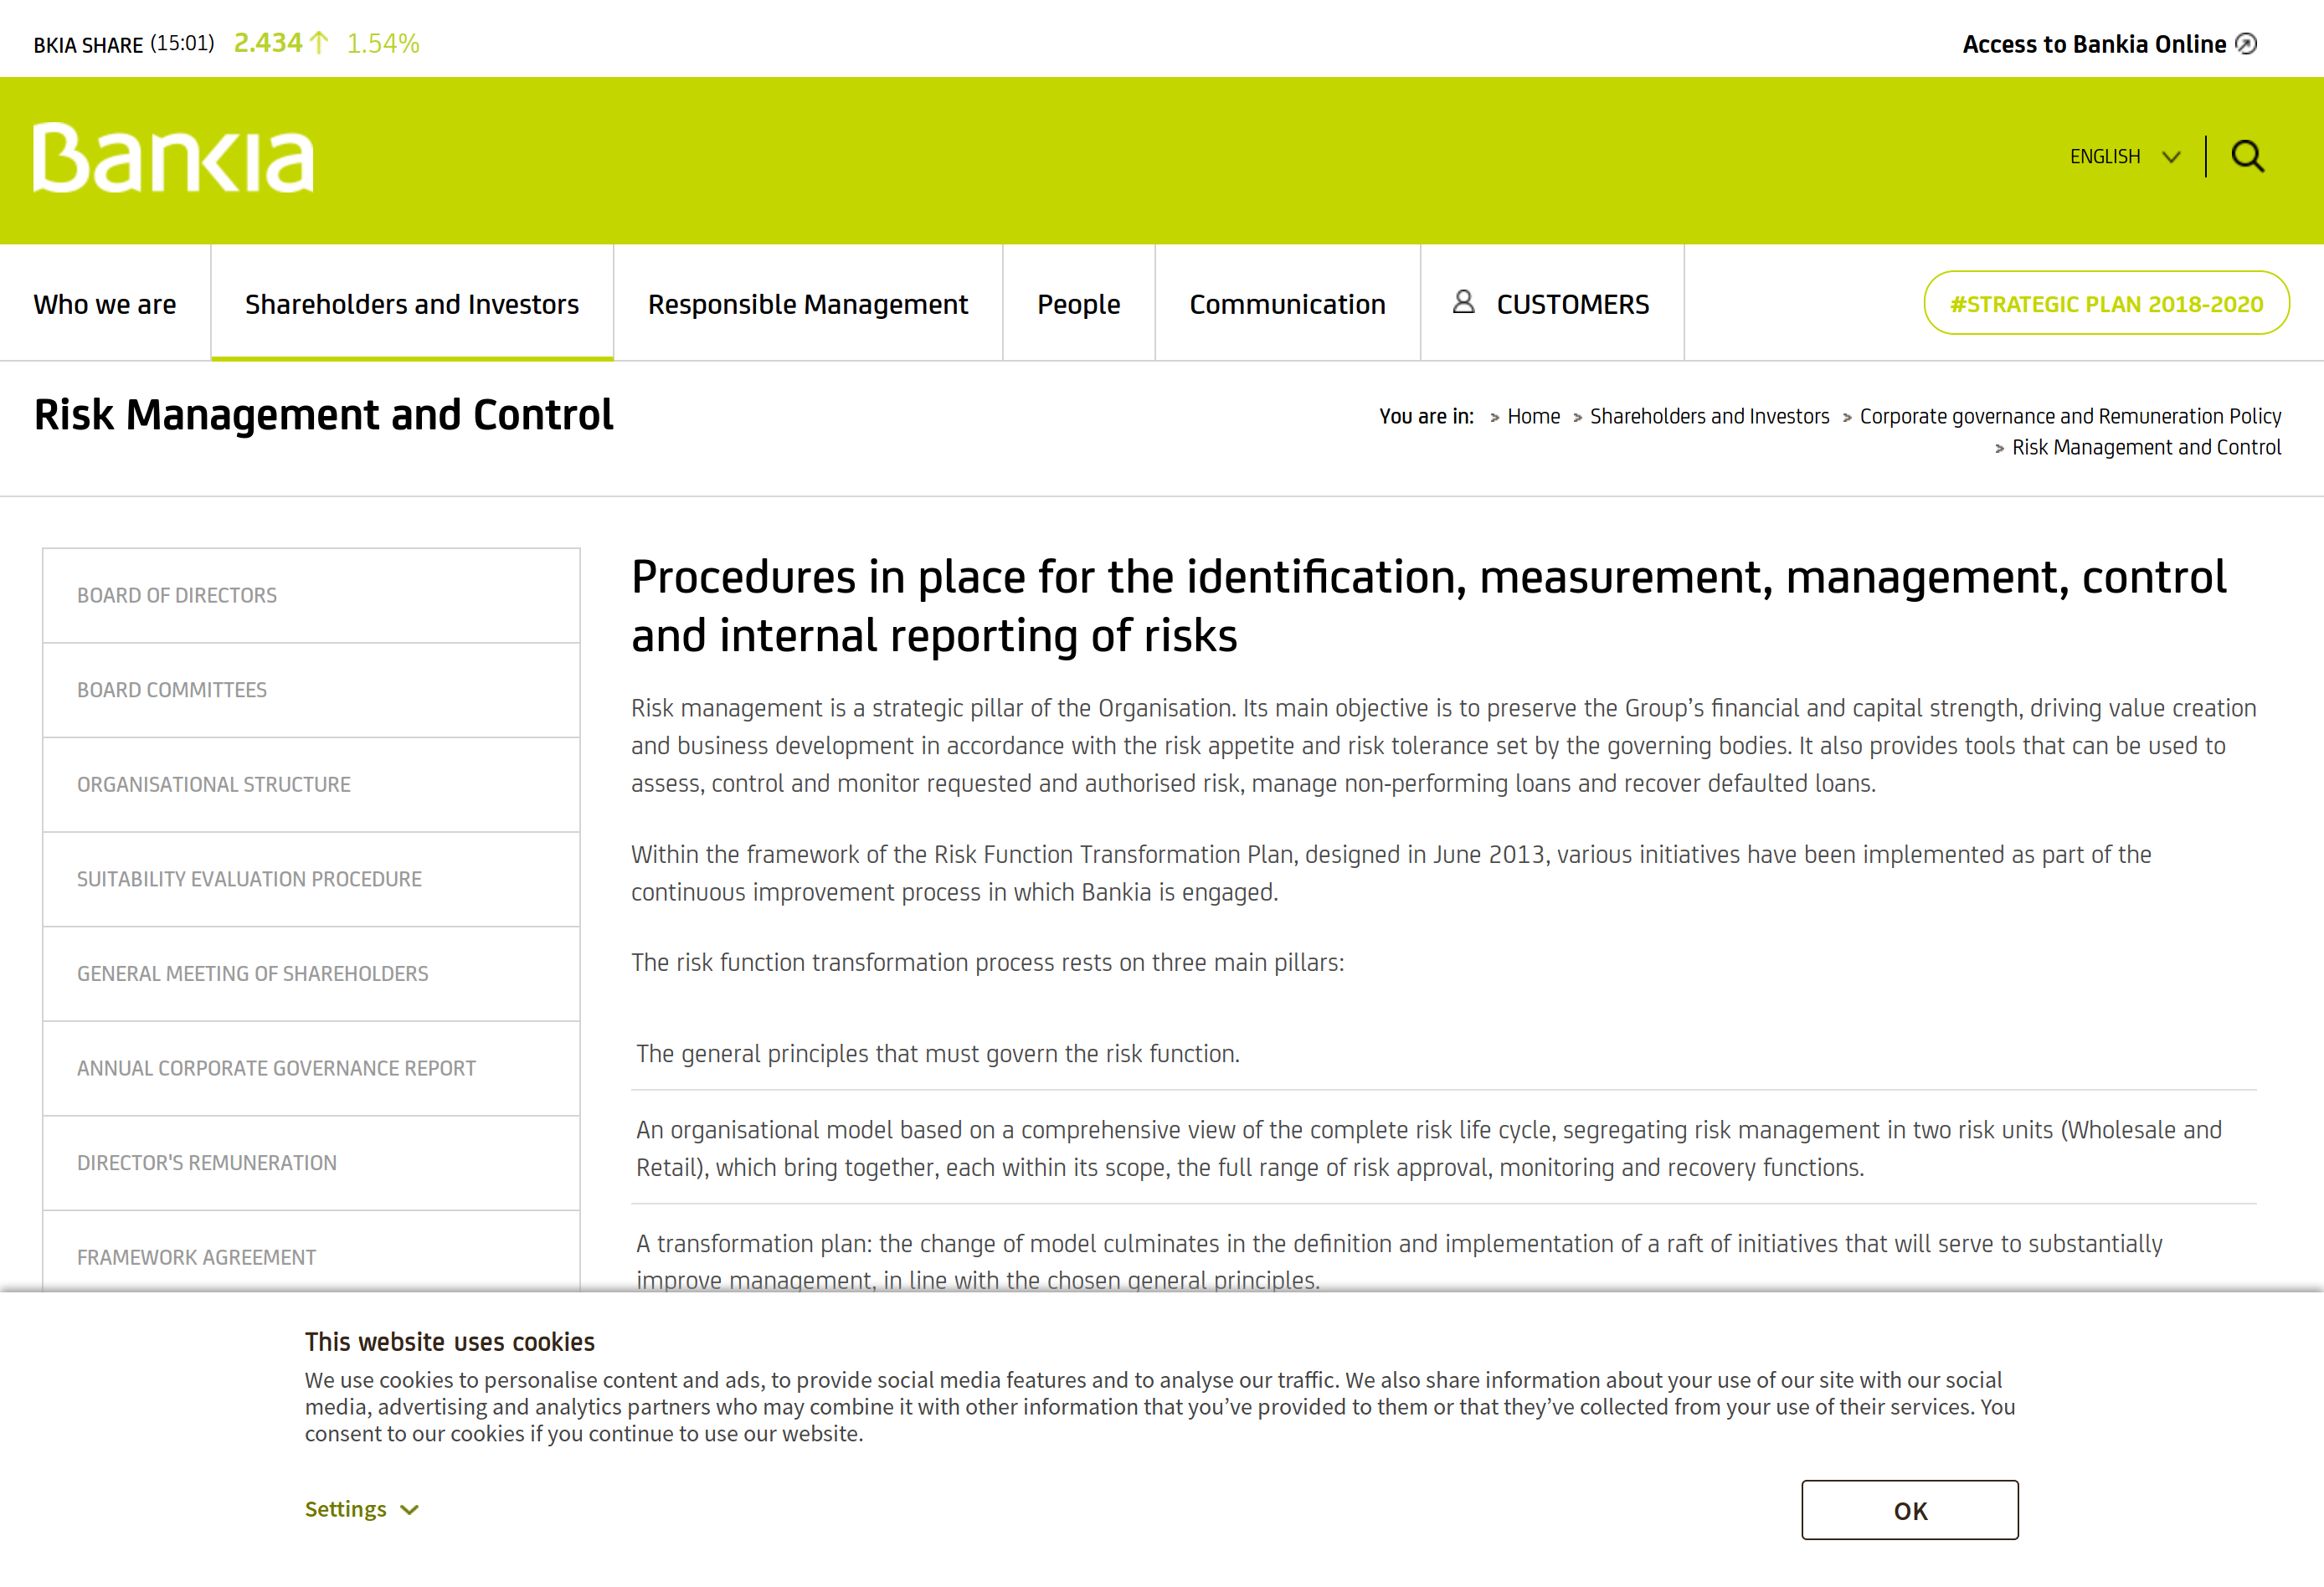 BKIA SHARE (15:01) 2.434 1.54%
Access to Bankia Online
Bankia
ENGLISH
Who we are
Shareholders and Investors
Responsible Management
People
Communication
CUSTOMERS
#STRATEGIC PLAN 2018-2020
Risk Management and Control
You are in: > Home > Shareholders and Investors > Corporate governance and Remuneration Policy
> Risk Management and Control
BOARD OF DIRECTORS
BOARD COMMITTEES
ORGANISATIONAL STRUCTURE
SUITABILITY EVALUATION PROCEDURE
GENERAL MEETING OF SHAREHOLDERS
ANNUAL CORPORATE GOVERNANCE REPORT
DIRECTOR'S REMUNERATION
FRAMEWORK AGREEMENT
Procedures in place for the identification, measurement, management, control
and internal reporting of risks
Risk management is a strategic pillar of the Organisation. Its main objective is to preserve the Group’s financial and capital strength, driving value creation
and business development in accordance with the risk appetite and risk tolerance set by the governing bodies. It also provides tools that can be used to
assess, control and monitor requested and authorised risk, manage non-performing loans and recover defaulted loans.
Within the framework of the Risk Function Transformation Plan, designed in June 2013, various initiatives have been implemented as part of the
continuous improvement process in which Bankia is engaged.
The risk function transformation process rests on three main pillars:
The general principles that must govern the risk function.
An organisational model based on a comprehensive view of the complete risk life cycle, segregating risk management in two risk units (Wholesale and
Retail), which bring together, each within its scope, the full range of risk approval, monitoring and recovery functions.
A transformation plan: the change of model culminates in the definition and implementation of a raft of initiatives that will serve to substantially
improve management, in line with the chosen general principles.
This website uses cookies
We use cookies to personalise content and ads, to provide social media features and to analyse our traffic. We also share information about your use of our site with our social
media, advertising and analytics partners who may combine it with other information that you’ve provided to them or that they’ve collected from your use of their services. You
consent to our cookies if you continue to use our website.
Settings
OK